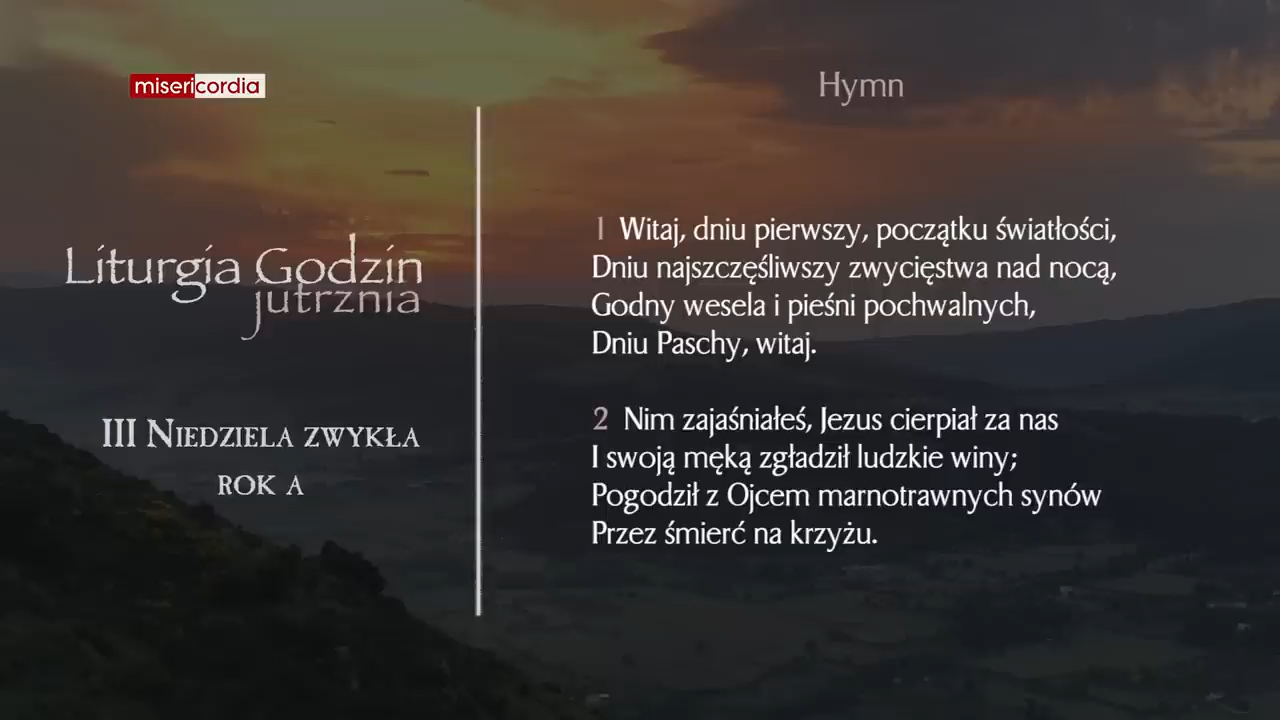 misericordia
Liturgia Godzin
jutrznia
III Niedziela zwykła
rok A
Hymn
1 Witaj, dniu pierwszy, początku światłości,
Dniu najszczęśliwszy zwycięstwa nad nocą,
Godny wesela i pieśni pochwalnych,
Dniu Paschy, witaj.
2 Nim zajaśniałeś, Jezus cierpiał za nas
I swoją męką zgładził ludzkie winy;
Pogodził z Ojcem marnotrawnych synów
Przez śmierć na krzyżu.